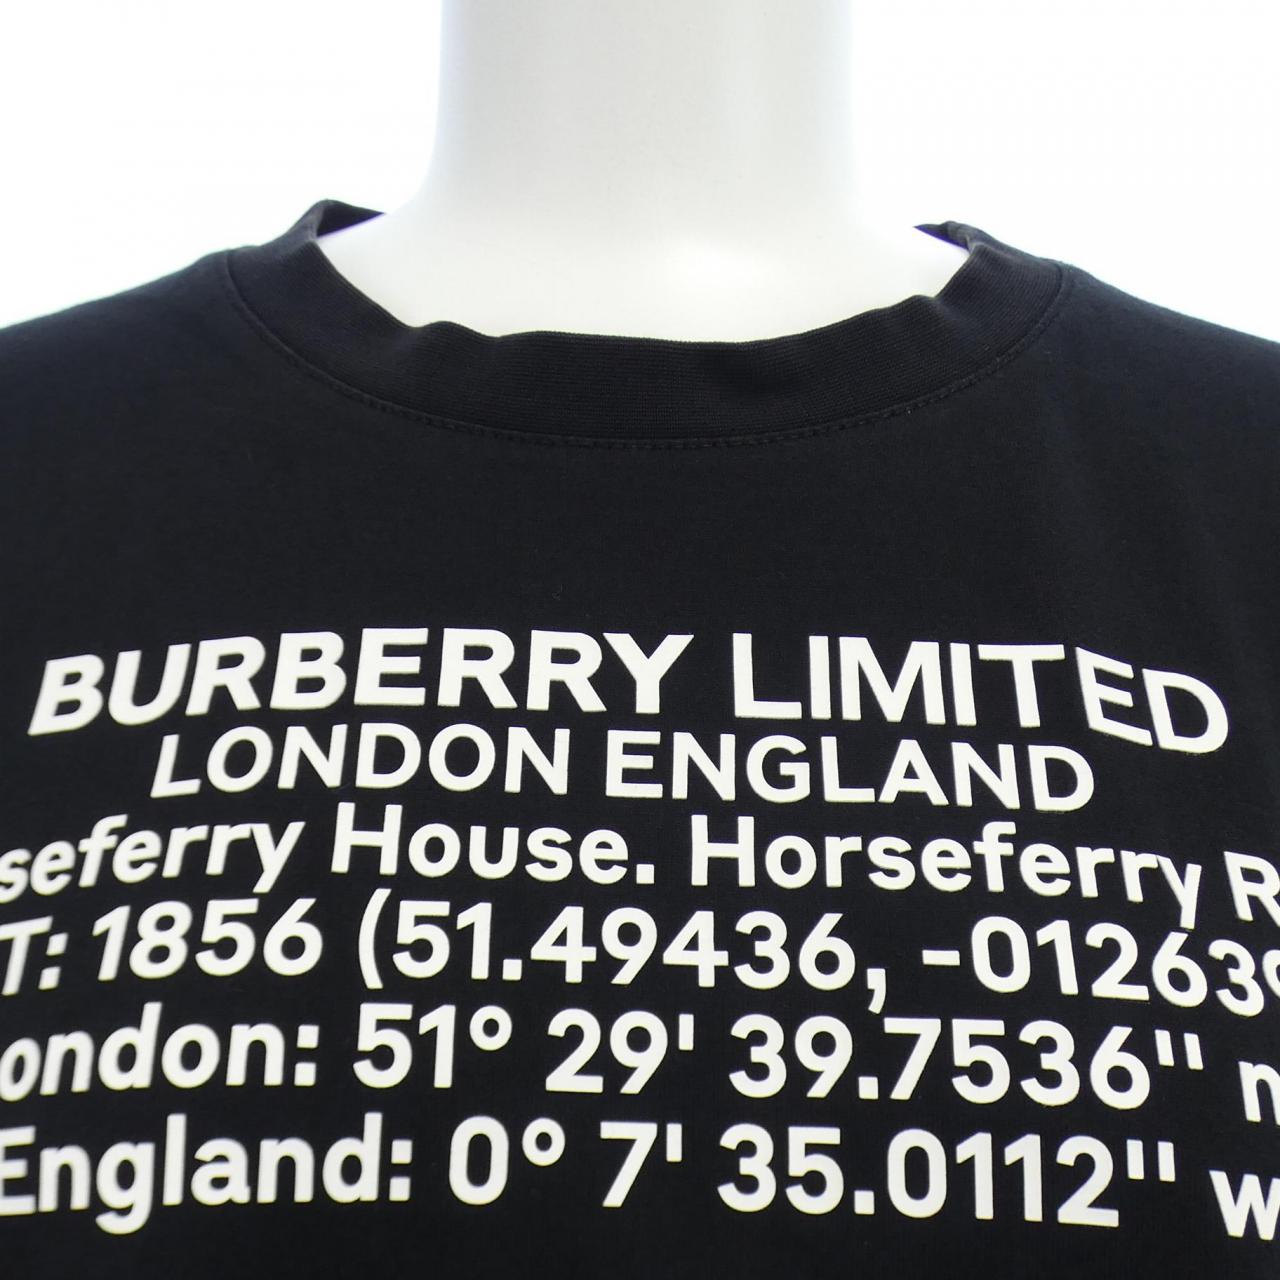 BURBERRY LIMITED
LONDON ENGLAND
seferry House. Horseferry R
T: 1856 (51.49436, -01263
ondon: 51° 29' 39.7536'' n
England: 0° 7' 35.0112'' w